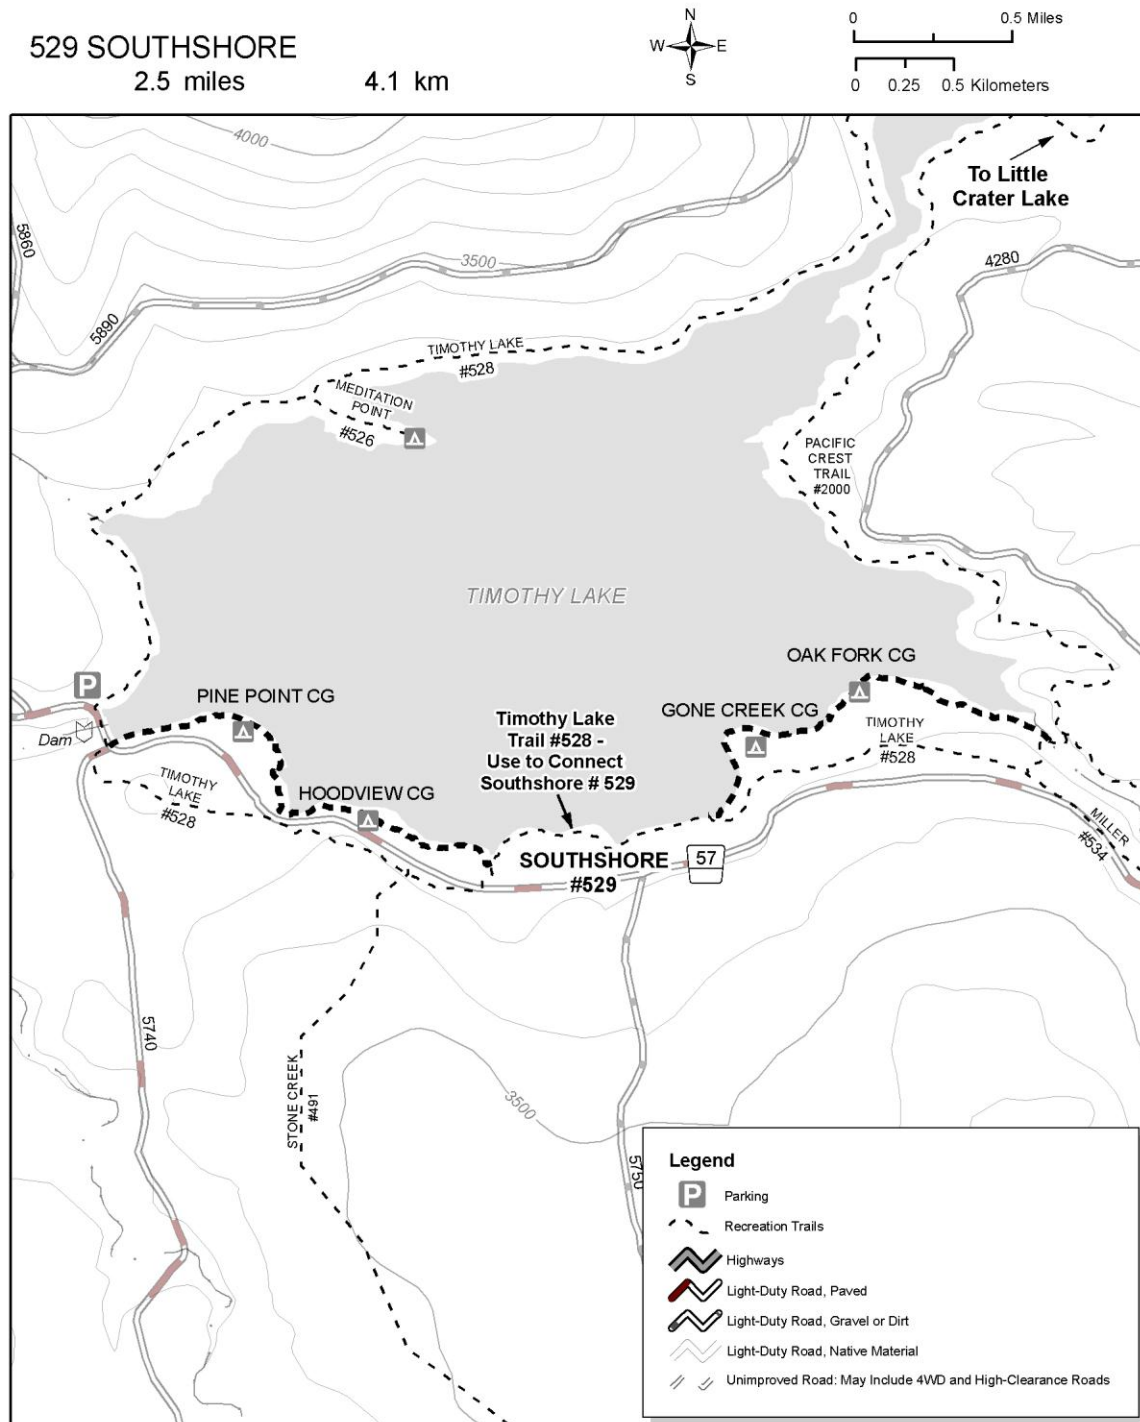 529 SOUTHSHORE
2.5 miles 4.1 km
N
W E
S
0 0.5 Miles
0 0.25 0.5 Kilometers
4000
To Little
Crater Lake
5860
3500
4280
5890
TIMOTHY LAKE
#528
MEDITATION
POINT
#526
PACIFIC
CREST
TRAIL
#2000
TIMOTHY LAKE
OAK FORK CG
P
PINE POINT CG
GONE CREEK CG
Timothy Lake
Trail #528 -
Use to Connect
Southshore # 529
TIMOTHY
LAKE
#528
Dam
TIMOTHY
LAKE
#528
HOODVIEW CG
MILLER
#534
SOUTHSHORE
#529
57
5740
STONE CREEK
#491
3500
5750
Legend
P Parking
Recreation Trails
Highways
Light-Duty Road, Paved
Light-Duty Road, Gravel or Dirt
Light-Duty Road, Native Material
Unimproved Road: May Include 4WD and High-Clearance Roads